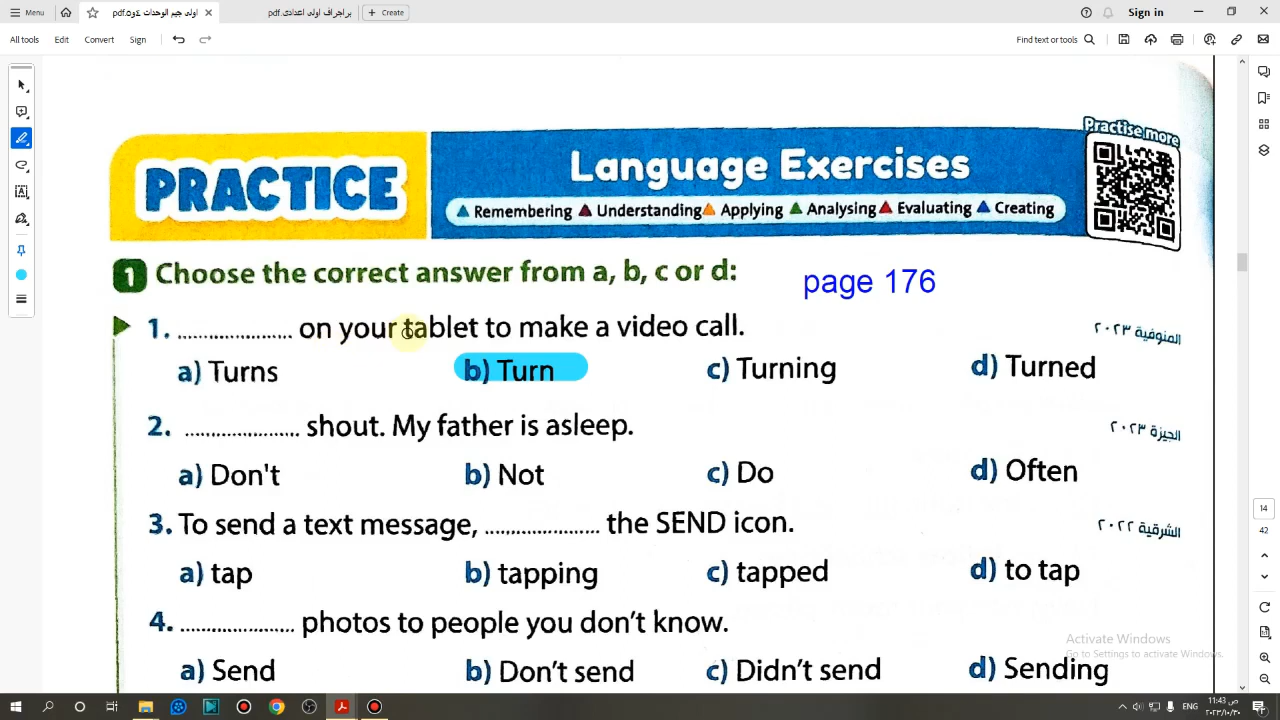 Menu
اولى جيم الوحدات ٤و٥.pdf
براجراف اولى اعدادى.pdf
+ Create
Sign in
All tools Edit Convert Sign
Find text or tools
Practise more
PRACTICE
Language Exercises
Remembering Understanding Applying Analysing Evaluating Creating
1 Choose the correct answer from a, b, c or d:
page 176
1. .................... on your tablet to make a video call.
المنوفية ٢٠٢٣
a) Turns b) Turn c) Turning d) Turned
2. .................... shout. My father is asleep.
الجيزة ٢٠٢٣
a) Don't b) Not c) Do d) Often
3. To send a text message, .................... the SEND icon.
الشرقية ٢٠٢٢
a) tap b) tapping c) tapped d) to tap
4. .................... photos to people you don't know.
a) Send b) Don't send c) Didn't send d) Sending
14
42
Activate Windows
Go to Settings to activate Windows.
ENG
11:43 ص